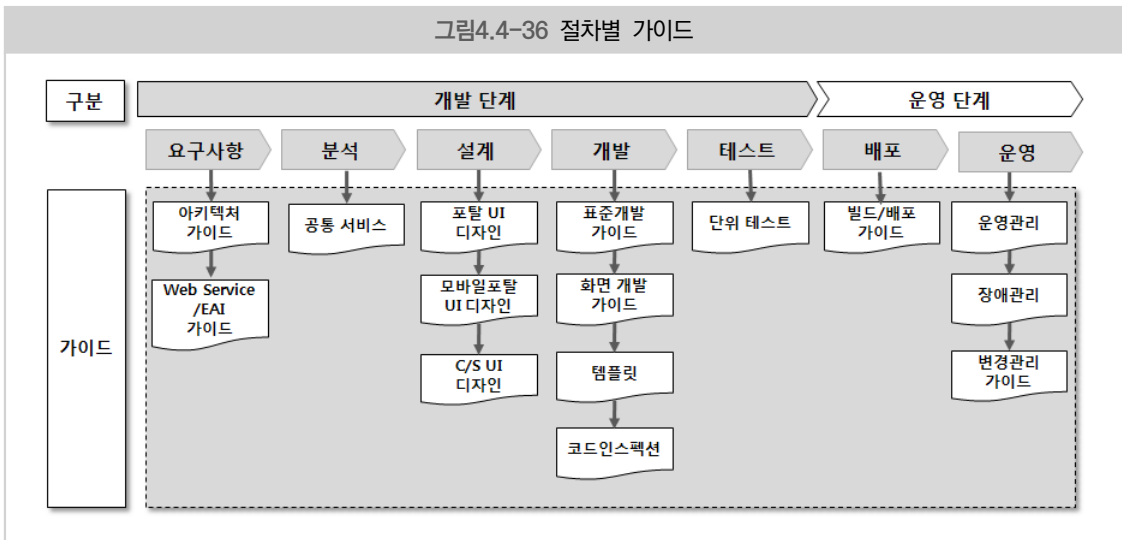 그림4.4-36 절차별 가이드
구분
개발 단계
운영 단계
요구사항
분석
설계
개발
테스트
배포
운영
가이드
아키텍처
가이드
Web Service
/EAI
가이드
공통 서비스
포탈 UI
디자인
모바일포탈
UI 디자인
C/S UI
디자인
표준개발
가이드
화면 개발
가이드
템플릿
코드인스펙션
단위 테스트
빌드/배포
가이드
운영관리
장애관리
변경관리
가이드